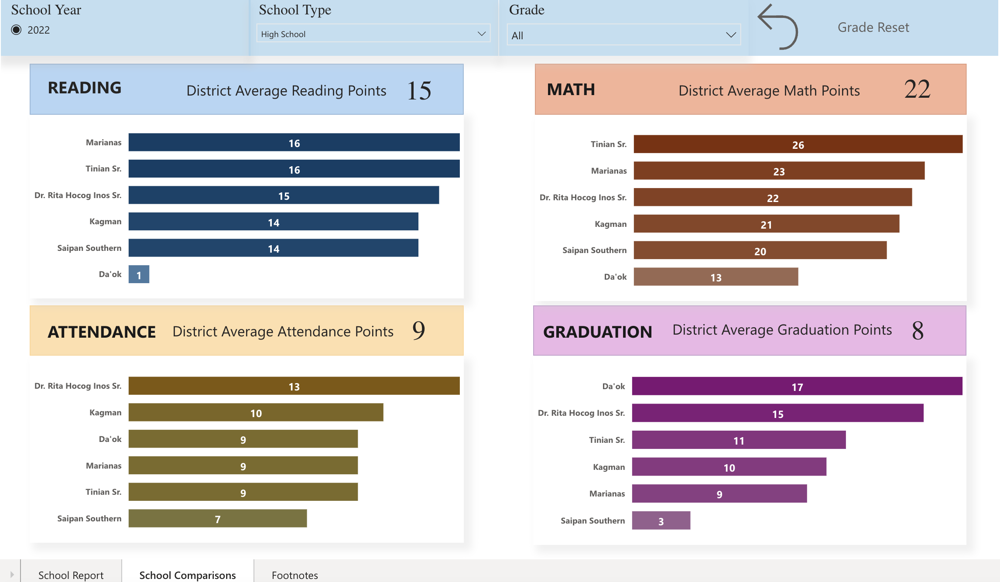 School Year
2022
School Type
High School
Grade
All
Grade Reset
READING District Average Reading Points 15
Marianas 16
Tinian Sr. 16
Dr. Rita Hocog Inos Sr. 15
Kagman 14
Saipan Southern 14
Da'ok 1
MATH District Average Math Points 22
Tinian Sr. 26
Marianas 23
Dr. Rita Hocog Inos Sr. 22
Kagman 21
Saipan Southern 20
Da'ok 13
ATTENDANCE District Average Attendance Points 9
Dr. Rita Hocog Inos Sr. 13
Kagman 10
Da'ok 9
Marianas 9
Tinian Sr. 9
Saipan Southern 7
GRADUATION District Average Graduation Points 8
Da'ok 17
Dr. Rita Hocog Inos Sr. 15
Tinian Sr. 11
Kagman 10
Marianas 9
Saipan Southern 3
School Report School Comparisons Footnotes